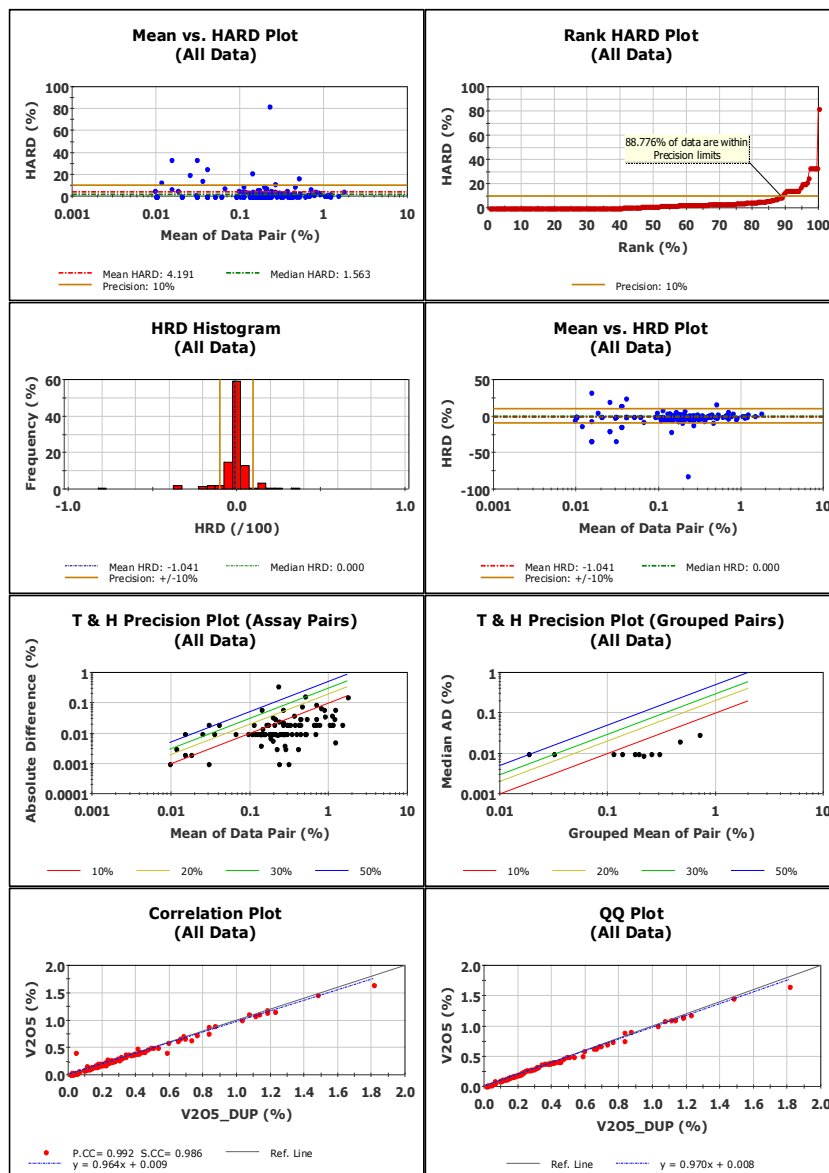 Mean vs. HARD Plot
(All Data)
HARD (%)
100
80
60
40
20
0
0.001
0.01
0.1
1
10
Mean of Data Pair (%)
Mean HARD: 4.191
Median HARD: 1.563
Precision: 10%
Rank HARD Plot
(All Data)
HARD (%)
100
80
60
40
20
0
88.776% of data are within
Precision limits
0
10
20
30
40
50
60
70
80
90
100
Rank (%)
Precision: 10%
HRD Histogram
(All Data)
Frequency (%)
60
40
20
0
-1.0
0.0
1.0
HRD (/100)
Mean HRD: -1.041
Median HRD: 0.000
Precision: +/-10%
Mean vs. HRD Plot
(All Data)
HRD (%)
50
0
-50
-100
0.001
0.01
0.1
1
10
Mean of Data Pair (%)
Mean HRD: -1.041
Median HRD: 0.000
Precision: +/-10%
T & H Precision Plot (Assay Pairs)
(All Data)
Absolute Difference (%)
1
0.1
0.01
0.001
0.0001
0.001
0.01
0.1
1
10
Mean of Data Pair (%)
10%
20%
30%
50%
T & H Precision Plot (Grouped Pairs)
(All Data)
Median AD (%)
1
0.1
0.01
0.001
0.01
0.1
1
10
Grouped Mean of Pair (%)
10%
20%
30%
50%
Correlation Plot
(All Data)
V2O5 (%)
2.0
1.5
1.0
0.5
0.0
0.0
0.2
0.4
0.6
0.8
1.0
1.2
1.4
1.6
1.8
2.0
V2O5_DUP (%)
P.CC= 0.992 S.CC= 0.986
Ref. Line
y = 0.964x + 0.009
QQ Plot
(All Data)
V2O5 (%)
2.0
1.5
1.0
0.5
0.0
0.0
0.2
0.4
0.6
0.8
1.0
1.2
1.4
1.6
1.8
2.0
V2O5_DUP (%)
Ref. Line
y = 0.970x + 0.008